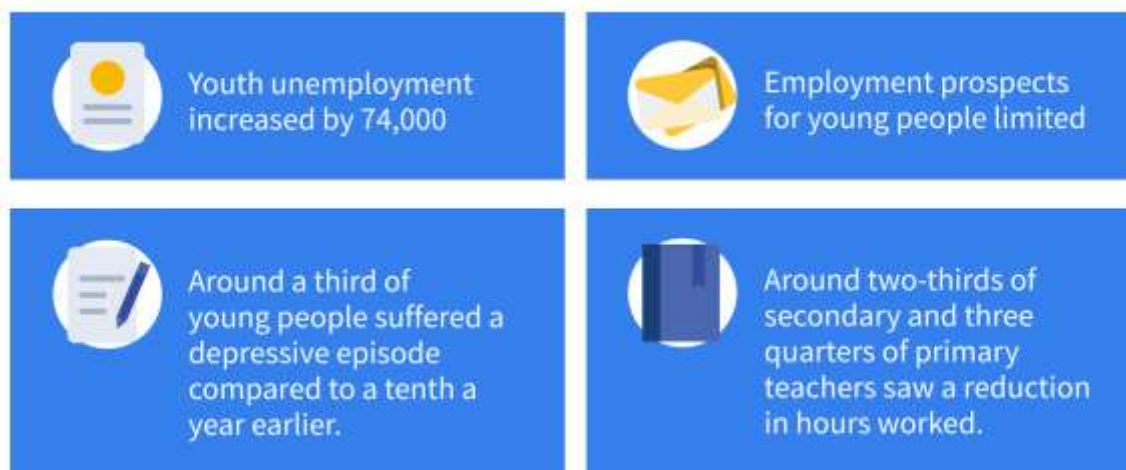 Youth unemployment
increased by 74,000
Employment prospects
for young people limited
Around a third of
young people suffered a
depressive episode
compared to a tenth a
year earlier.
Around two-thirds of
secondary and three
quarters of primary
teachers saw a reduction
in hours worked.